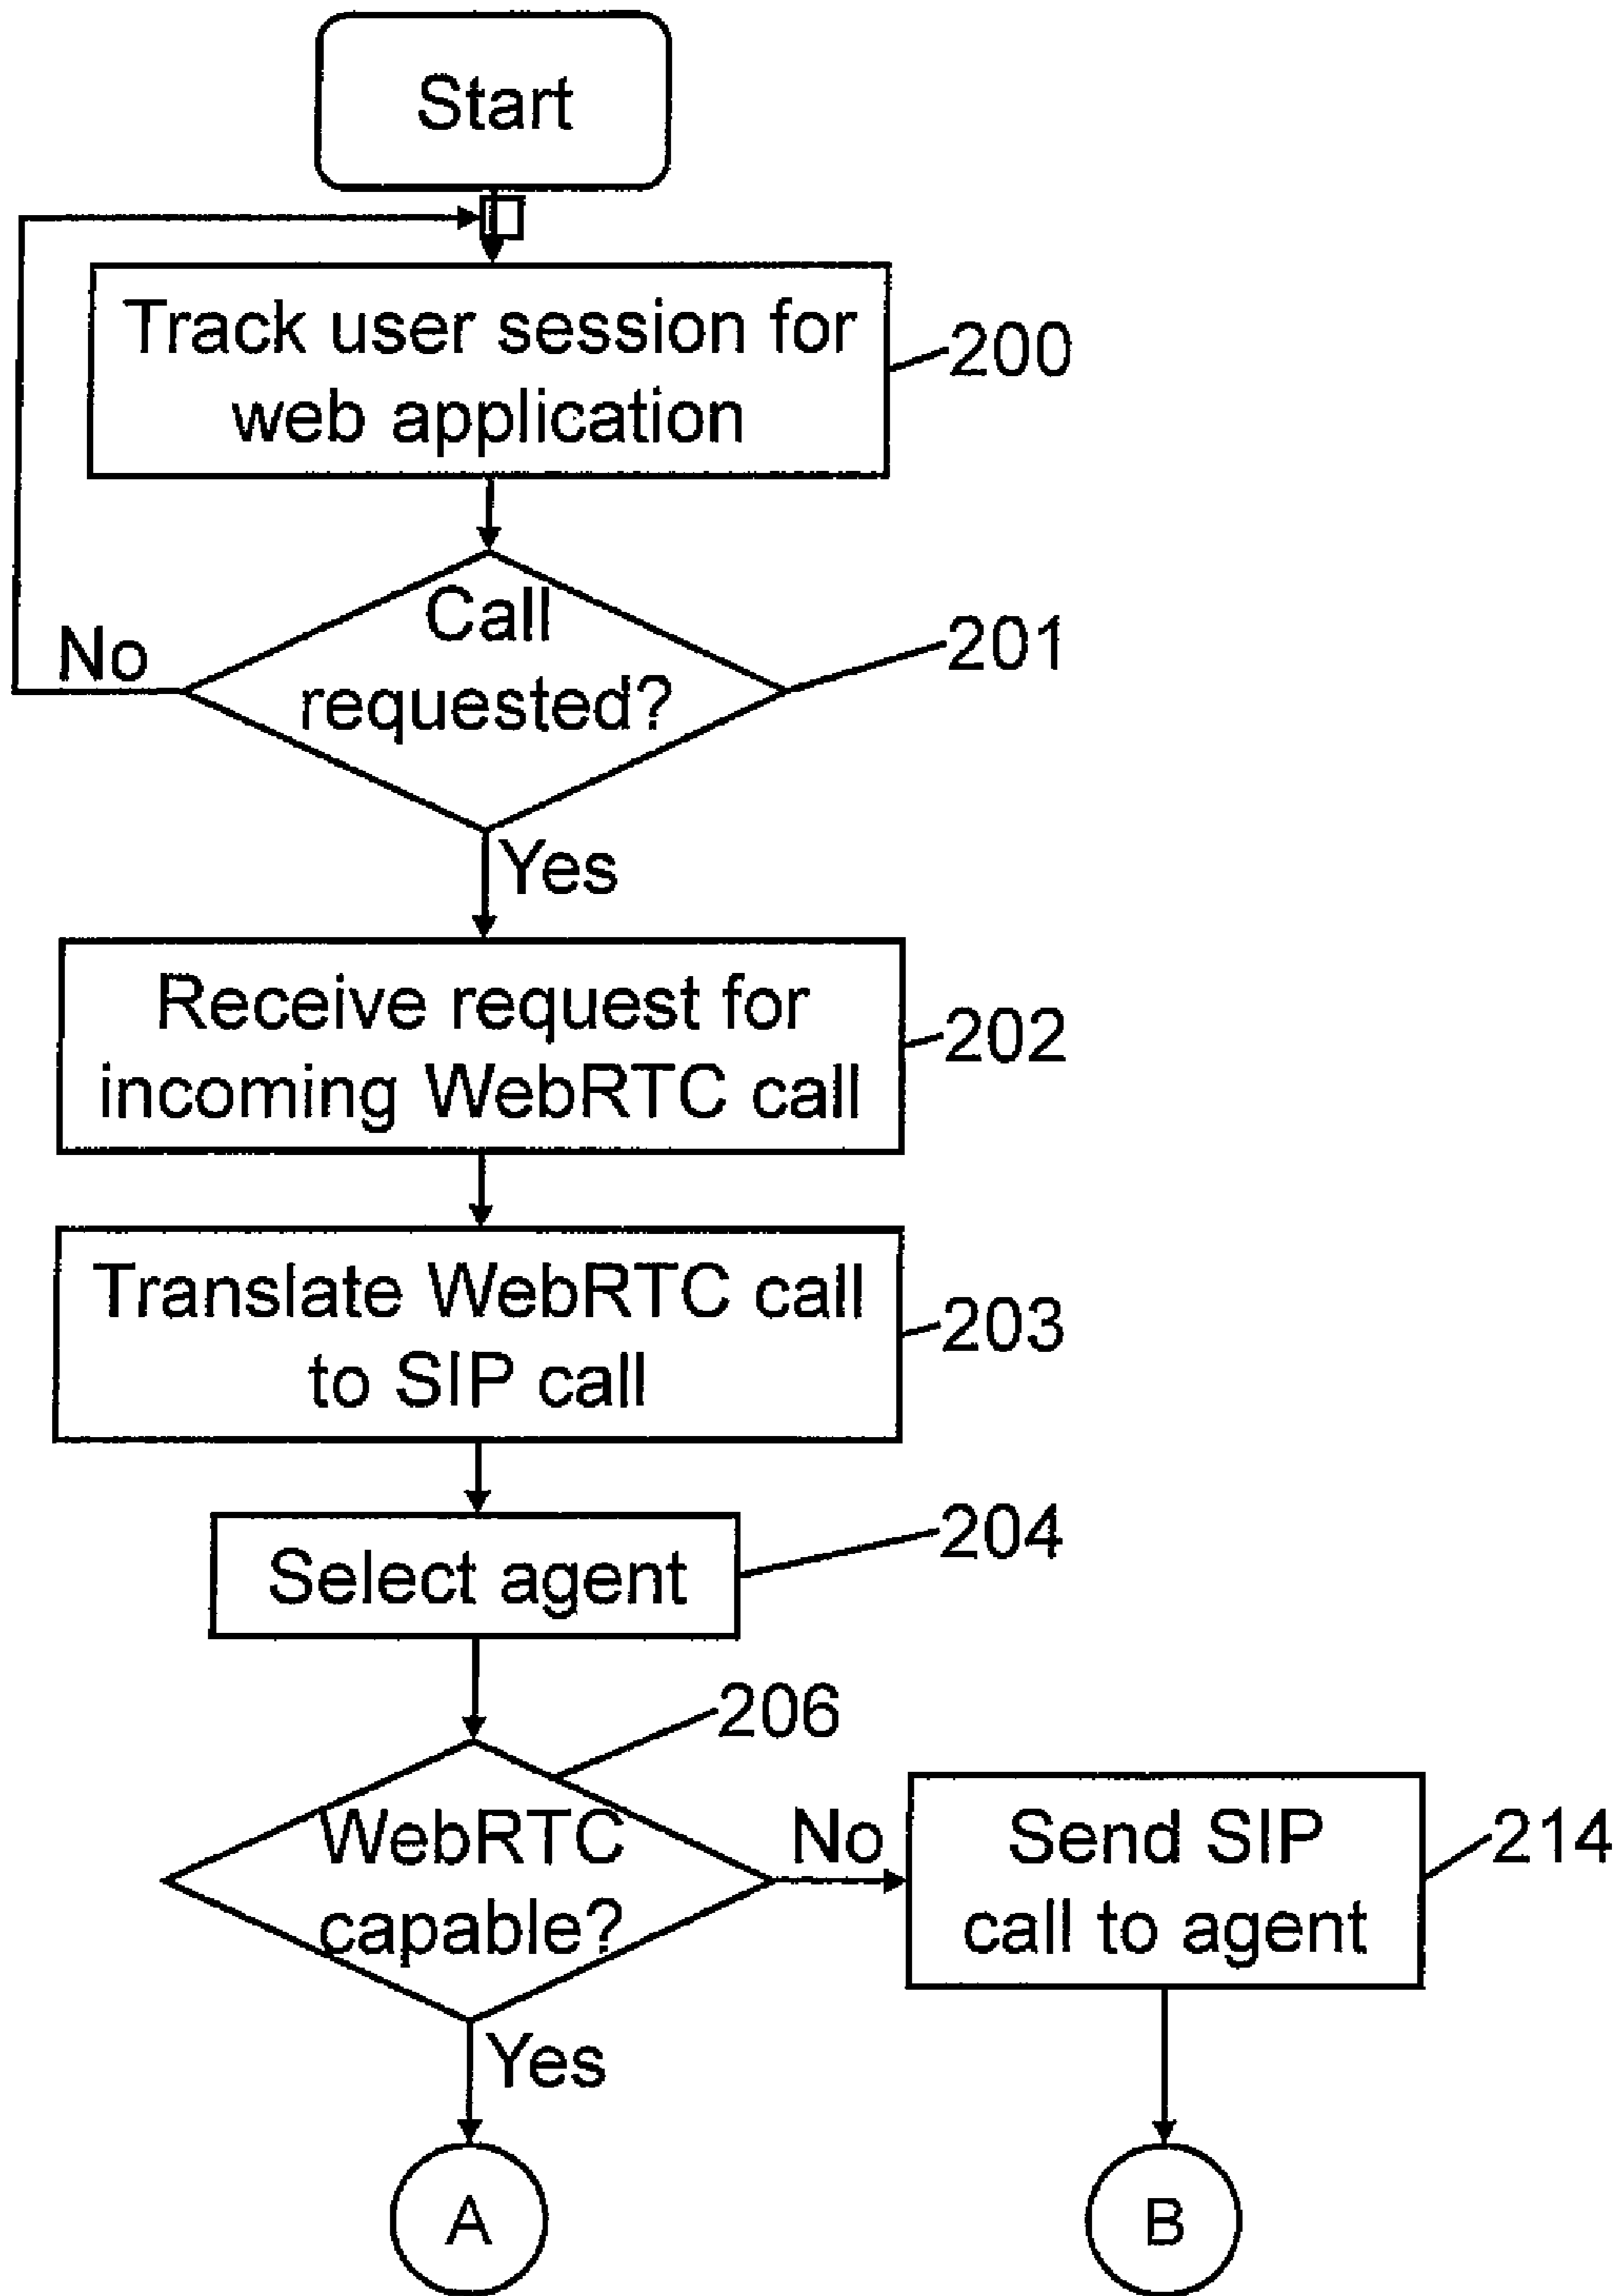 Start
Track user session for
web application
200
Call
requested?
201
No
Yes
Receive request for
incoming WebRTC call
202
Translate WebRTC call
to SIP call
203
Select agent
204
206
WebRTC
capable?
No
Send SIP
call to agent
214
Yes
A
B